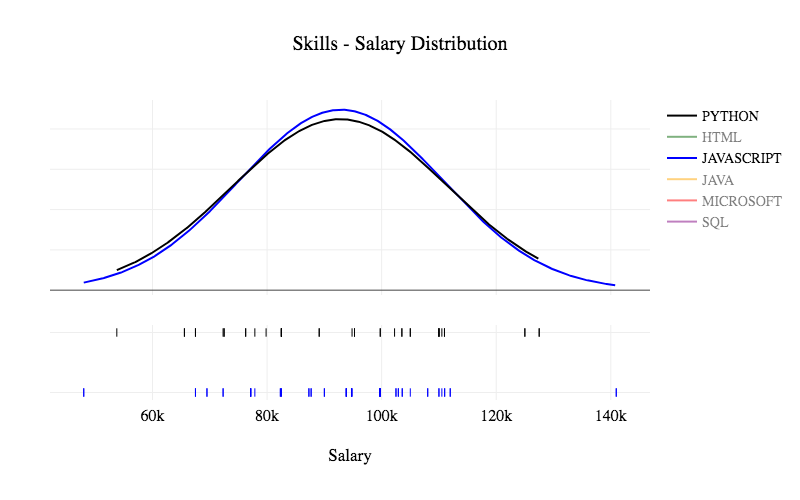 Skills - Salary Distribution
PYTHON
HTML
JAVASCRIPT
JAVA
MICROSOFT
SQL
60k 80k 100k 120k 140k
Salary